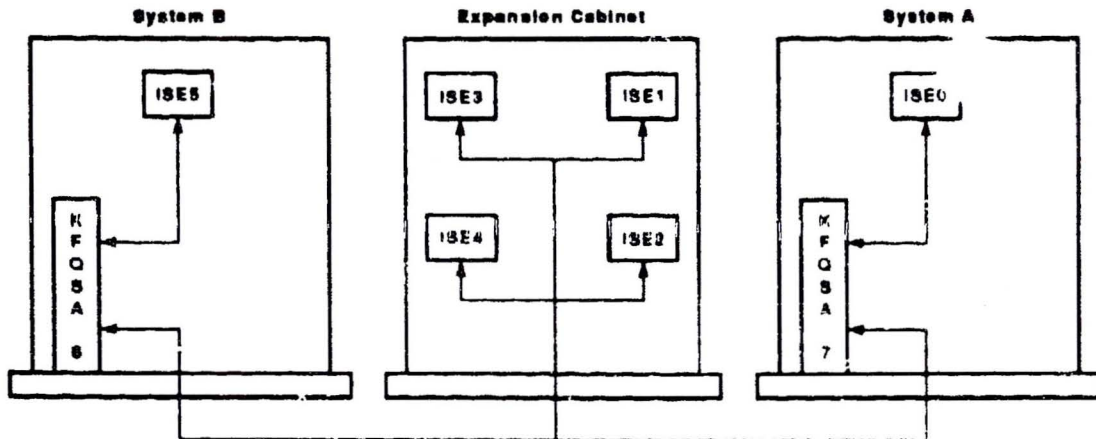 System B
Expansion Cabinet
System A
ISE5
ISE3
ISE1
ISE0
ISE4
ISE2
K
F
Q
S
A
6
K
F
Q
S
A
7